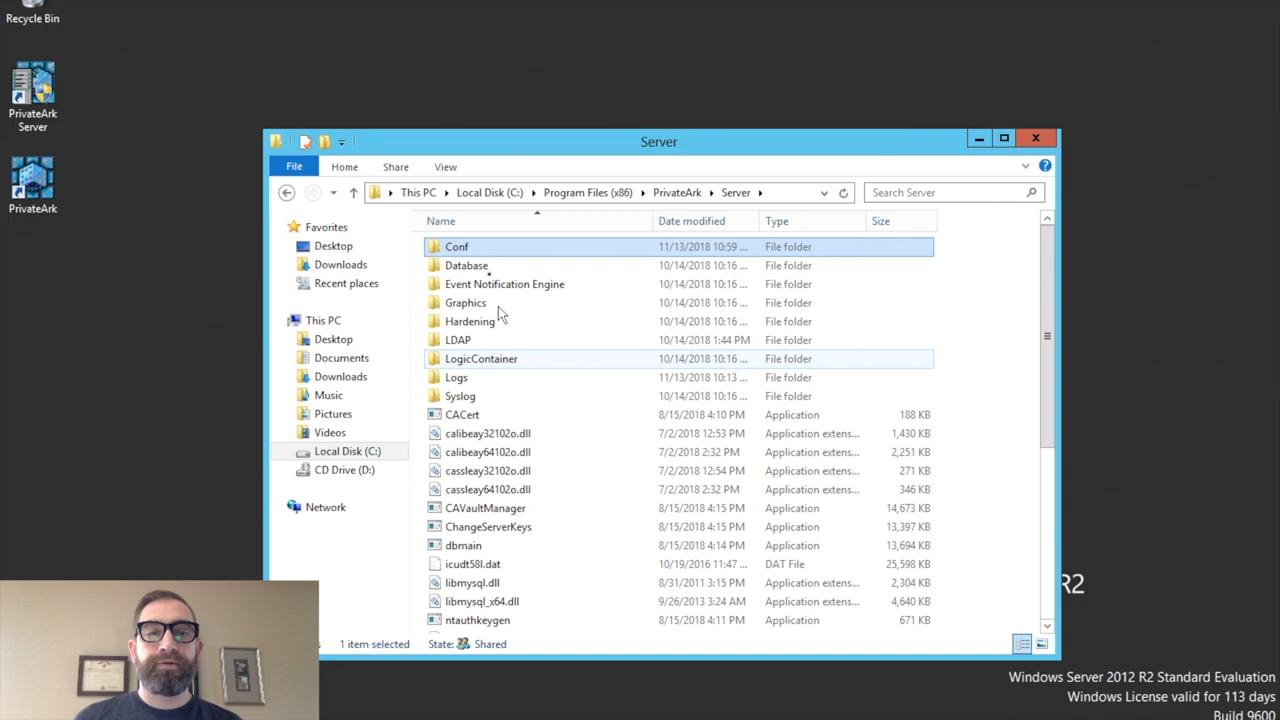 Recycle Bin
PrivateArk
Server
PrivateArk
Server
File
Home
Share
View
This PC
Local Disk (C:)
Program Files (x86)
PrivateArk
Server
Search Server
Favorites
Desktop
Downloads
Recent places
This PC
Desktop
Documents
Downloads
Music
Pictures
Videos
Local Disk (C:)
CD Drive (D:)
Network
Name Date modified Type Size
Conf 11/13/2018 10:59 ... File folder
Database 10/14/2018 10:16 ... File folder
Event Notification Engine 10/14/2018 10:16 ... File folder
Graphics 10/14/2018 10:16 ... File folder
Hardening 10/14/2018 10:16 ... File folder
LDAP 10/14/2018 1:44 PM File folder
LogicContainer 10/14/2018 10:16 ... File folder
Logs 11/13/2018 10:13 ... File folder
Syslog 10/14/2018 10:16 ... File folder
CACert 8/15/2018 4:10 PM Application 188 KB
calibeay32102o.dll 7/2/2018 12:53 PM Application extens... 1,430 KB
calibeay64102o.dll 7/2/2018 2:32 PM Application extens... 2,251 KB
cassleay32102o.dll 7/2/2018 12:54 PM Application extens... 271 KB
cassleay64102o.dll 7/2/2018 2:32 PM Application extens... 346 KB
CAVaultManager 8/15/2018 4:15 PM Application 14,673 KB
ChangeServerKeys 8/15/2018 4:15 PM Application 13,397 KB
dbmain 8/15/2018 4:14 PM Application 13,694 KB
icudt58l.dat 10/19/2016 11:47 ... DAT File 25,598 KB
libmysql.dll 8/31/2011 3:15 PM Application extens... 2,304 KB
libmysql_x64.dll 9/26/2013 3:24 AM Application extens... 4,640 KB
ntauthkeygen 8/15/2018 4:11 PM Application 671 KB
1 item selected State: Shared
R2
Windows Server 2012 R2 Standard Evaluation
Windows License valid for 113 days
Build 9600